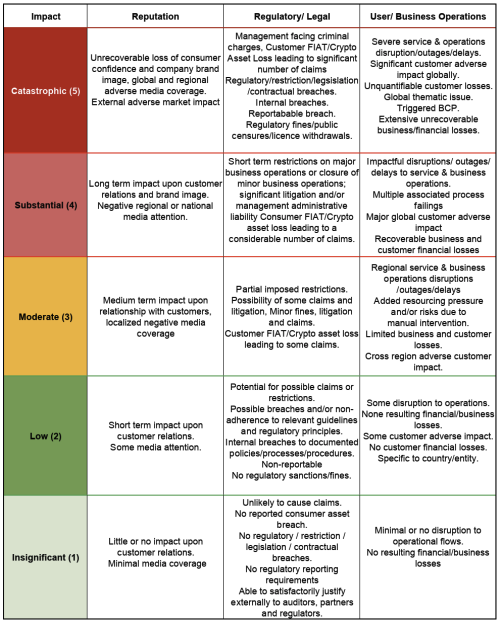 Impact
Reputation
Regulatory/ Legal
User/ Business Operations
Catastrophic (5)
Unrecoverable loss of consumer
confidence and company brand
image, global and regional
adverse media coverage.
External adverse market impact
Management facing criminal
charges, Customer FIAT/Crypto
Asset Loss leading to
significant number of claims
Regulatory/restriction/legsislation
/contractual breaches.
Internal breaches.
Reportable breach.
Regulatory fines/public
censures/licence withdrawals.
Severe service & operations
disruption/outages/delays.
Significant customer adverse
impact globally.
Unquantifiable customer losses.
Global thematic issue.
Triggered BCP.
Extensive unrecoverable
business/financial losses.
Substantial (4)
Long term impact upon customer
relations and brand image.
Negative regional or national
media attention.
Short term restrictions on major
business operations or closure of
minor business operations;
significant litigation and/or
management administrative
liability Consumer FIAT/Crypto
asset loss leading to a
considerable number of claims.
Impactful disruptions/ outages/
delays to service & business
operations.
Multiple associated process
failings
Major global customer adverse
impact
Recoverable business and
customer financial losses
Moderate (3)
Medium term impact upon
relationship with customers,
localized negative media
coverage
Partial imposed restrictions.
Possibility of some claims and
litigation, Minor fines, litigation
and claims.
Customer FIAT/Crypto asset loss
leading to some claims.
Regional service & business
operations disruptions
/outages/delays
Added resourcing pressure
and/or risks due to
manual intervention.
Limited business and customer
losses.
Cross region adverse customer
impact.
Low (2)
Short term impact upon
customer relations.
Some media attention.
Potential for possible claims or
restrictions.
Possible breaches and/or non-
adherence to relevant guidelines
and regulatory principles.
Internal breaches to documented
policies/processes/procedures.
Non-reportable
No regulatory sanctions/fines.
Some disruption to operations.
None resulting financial/business
losses.
Some customer adverse impact.
No customer financial losses.
Specific to country/entity.
Insignificant (1)
Little or no impact upon
customer relations.
Minimal media coverage
Unlikely to cause claims.
No reported consumer asset
breach.
No regulatory / restriction /
legislation / contractual
breaches.
No regulatory reporting
requirements
Able to satisfactorily justify
externally to auditors, partners
and regulators.
Minimal or no disruption to
operational flows.
No resulting financial/business
losses